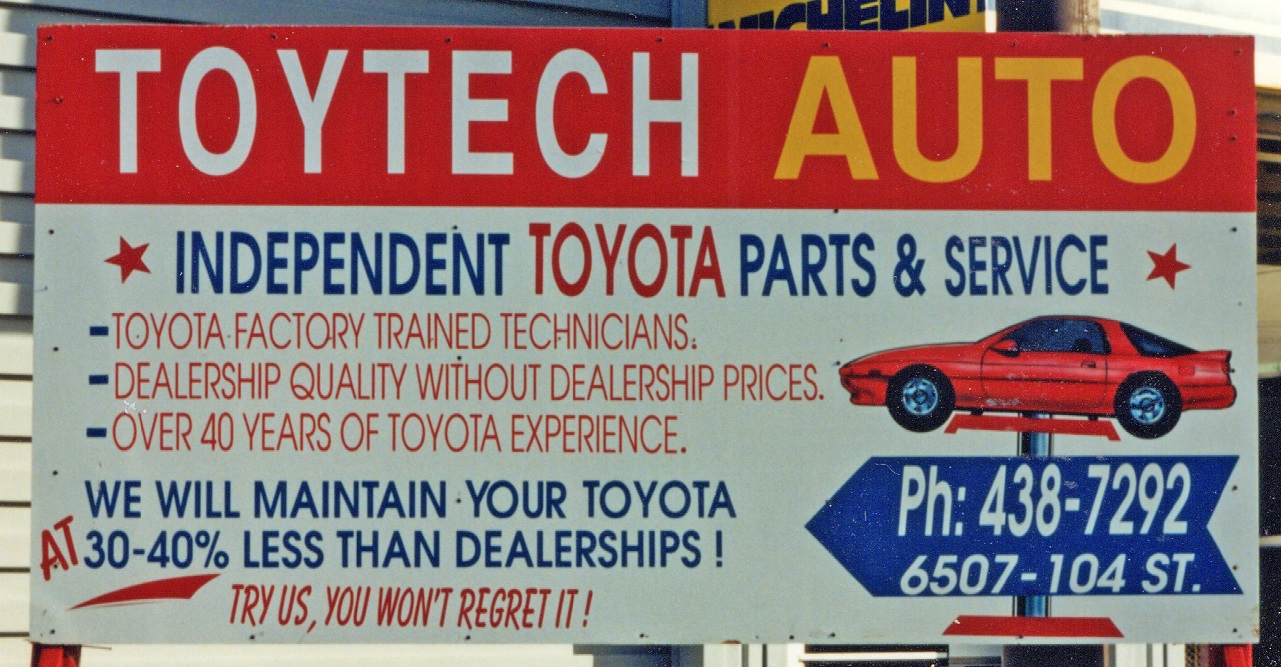 MICHELIN
TOYTECH AUTO
INDEPENDENT TOYOTA PARTS & SERVICE
-TOYOTA FACTORY TRAINED TECHNICIANS.
-DEALERSHIP QUALITY WITHOUT DEALERSHIP PRICES.
-OVER 40 YEARS OF TOYOTA EXPERIENCE.
WE WILL MAINTAIN YOUR TOYOTA
AT 30-40% LESS THAN DEALERSHIPS !
TRY US, YOU WON'T REGRET IT !
Ph: 438-7292
6507-104 ST.